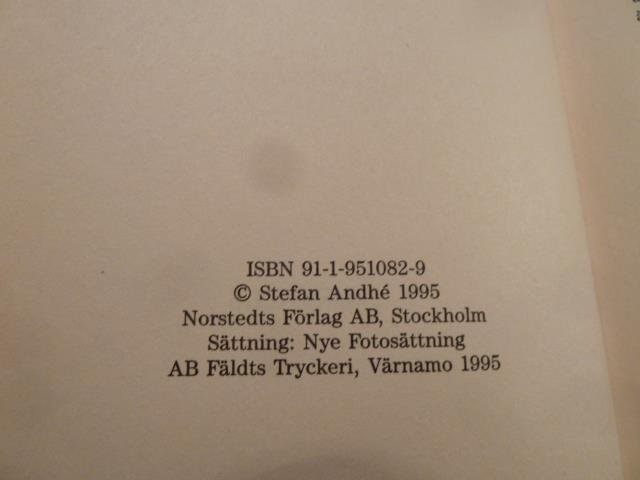 ISBN 91-1-951082-9
© Stefan Andhé 1995
Norstedts Förlag AB, Stockholm
Sättning: Nye Fotosättning
AB Fäldts Tryckeri, Värnamo 1995